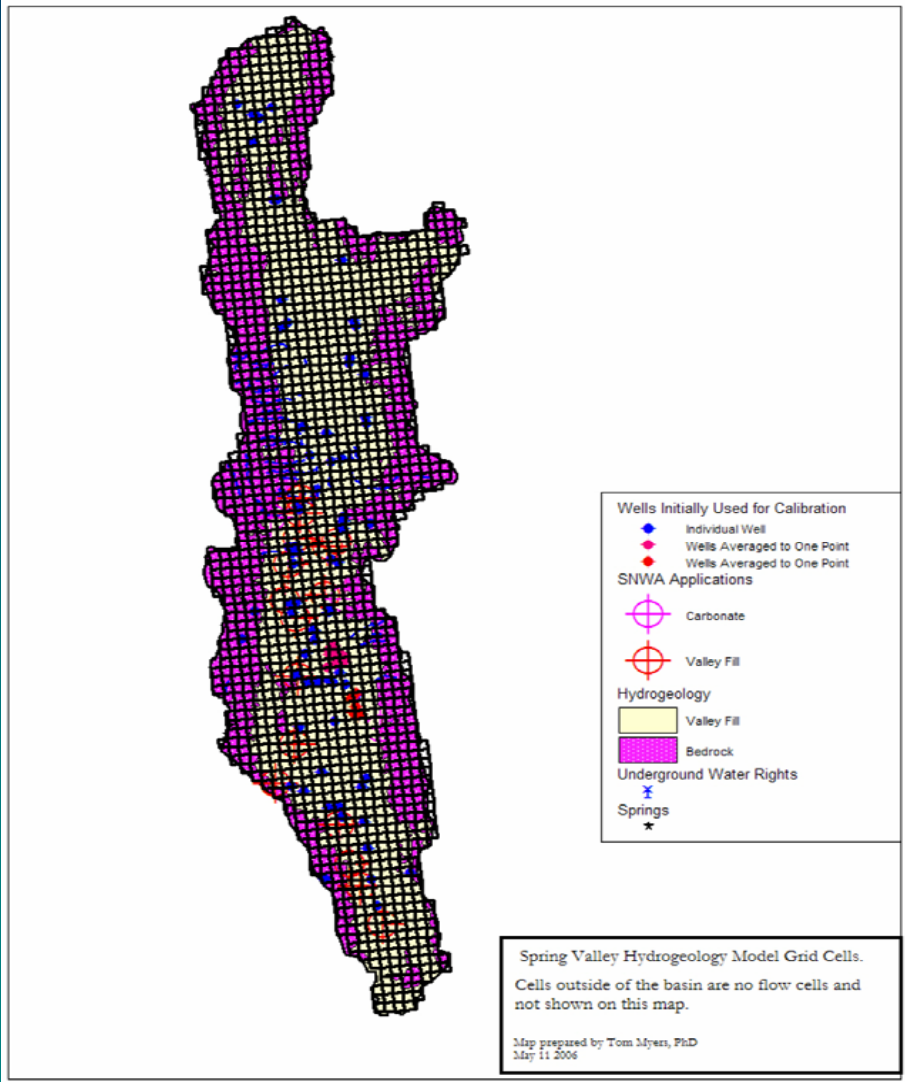 Wells Initially Used for Calibration
Individual Well
Wells Averaged to One Point
Wells Averaged to One Point
SNWA Applications
Carbonate
Valley Fill
Hydrogeology
Valley Fill
Bedrock
Underground Water Rights
Springs
Spring Valley Hydrogeology Model Grid Cells.
Cells outside of the basin are no flow cells and
not shown on this map.
Map prepared by Tom Myers, PhD
May 11 2006